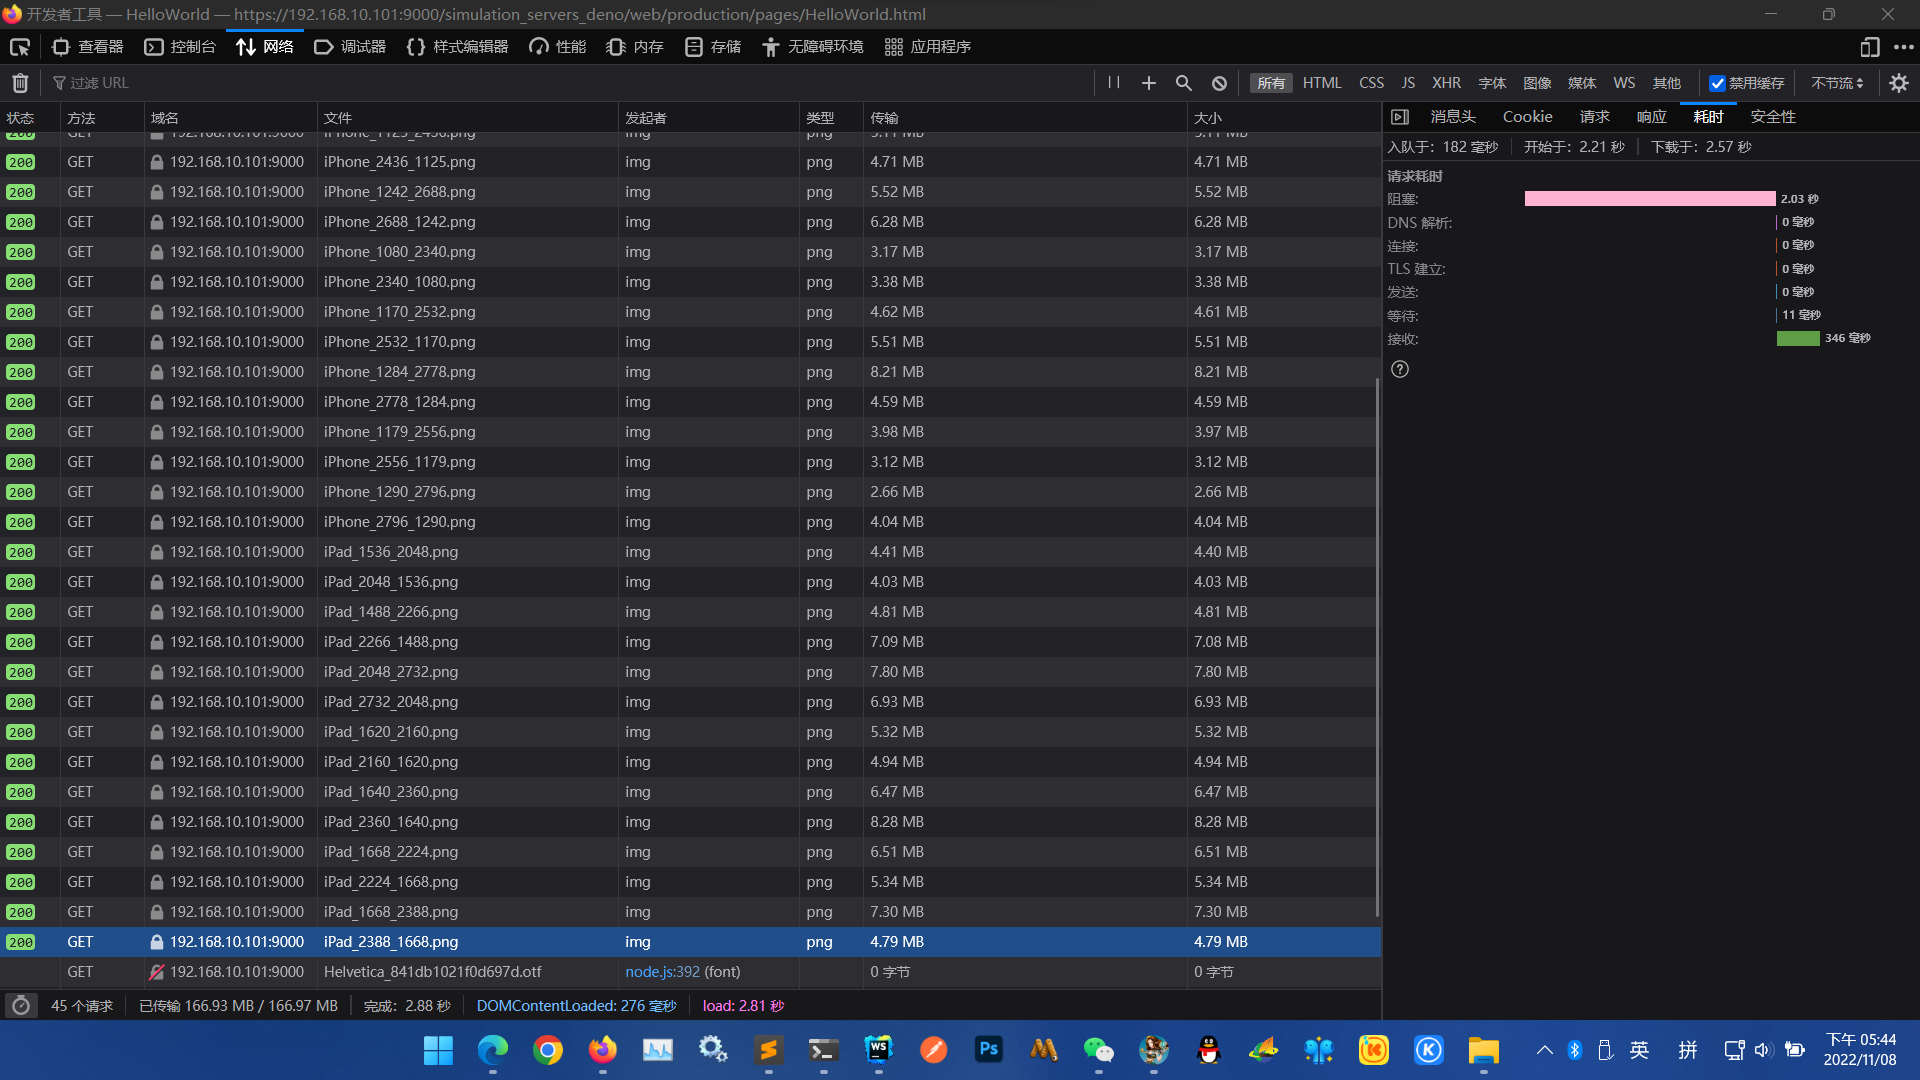 开发者工具 — HelloWorld — https://192.168.10.101:9000/simulation_servers_deno/web/production/pages/HelloWorld.html
查看器 控制台 网络 调试器 样式编辑器 性能 内存 存储 无障碍环境 应用程序
过滤 URL 所有 HTML CSS JS XHR 字体 图像 媒体 WS 其他 禁用缓存 不节流
状态 方法 域名 文件 发起者 类型 传输 大小
200 GET 192.168.10.101:9000 iPhone_1125_2436.png img png 5.11 MB 5.11 MB
200 GET 192.168.10.101:9000 iPhone_2436_1125.png img png 4.71 MB 4.71 MB
200 GET 192.168.10.101:9000 iPhone_1242_2688.png img png 5.52 MB 5.52 MB
200 GET 192.168.10.101:9000 iPhone_2688_1242.png img png 6.28 MB 6.28 MB
200 GET 192.168.10.101:9000 iPhone_1080_2340.png img png 3.17 MB 3.17 MB
200 GET 192.168.10.101:9000 iPhone_2340_1080.png img png 3.38 MB 3.38 MB
200 GET 192.168.10.101:9000 iPhone_1170_2532.png img png 4.62 MB 4.61 MB
200 GET 192.168.10.101:9000 iPhone_2532_1170.png img png 5.51 MB 5.51 MB
200 GET 192.168.10.101:9000 iPhone_1284_2778.png img png 8.21 MB 8.21 MB
200 GET 192.168.10.101:9000 iPhone_2778_1284.png img png 4.59 MB 4.59 MB
200 GET 192.168.10.101:9000 iPhone_1179_2556.png img png 3.98 MB 3.97 MB
200 GET 192.168.10.101:9000 iPhone_2556_1179.png img png 3.12 MB 3.12 MB
200 GET 192.168.10.101:9000 iPhone_1290_2796.png img png 2.66 MB 2.66 MB
200 GET 192.168.10.101:9000 iPhone_2796_1290.png img png 4.04 MB 4.04 MB
200 GET 192.168.10.101:9000 iPad_1536_2048.png img png 4.41 MB 4.40 MB
200 GET 192.168.10.101:9000 iPad_2048_1536.png img png 4.03 MB 4.03 MB
200 GET 192.168.10.101:9000 iPad_1488_2266.png img png 4.81 MB 4.81 MB
200 GET 192.168.10.101:9000 iPad_2266_1488.png img png 7.09 MB 7.08 MB
200 GET 192.168.10.101:9000 iPad_2048_2732.png img png 7.80 MB 7.80 MB
200 GET 192.168.10.101:9000 iPad_2732_2048.png img png 6.93 MB 6.93 MB
200 GET 192.168.10.101:9000 iPad_1620_2160.png img png 5.32 MB 5.32 MB
200 GET 192.168.10.101:9000 iPad_2160_1620.png img png 4.94 MB 4.94 MB
200 GET 192.168.10.101:9000 iPad_1640_2360.png img png 6.47 MB 6.47 MB
200 GET 192.168.10.101:9000 iPad_2360_1640.png img png 8.28 MB 8.28 MB
200 GET 192.168.10.101:9000 iPad_1668_2224.png img png 6.51 MB 6.51 MB
200 GET 192.168.10.101:9000 iPad_2224_1668.png img png 5.34 MB 5.34 MB
200 GET 192.168.10.101:9000 iPad_1668_2388.png img png 7.30 MB 7.30 MB
200 GET 192.168.10.101:9000 iPad_2388_1668.png img png 4.79 MB 4.79 MB
GET 192.168.10.101:9000 Helvetica_841db1021f0d697d.otf node.js:392 (font) 0 字节 0 字节
45 个请求 已传输 166.93 MB / 166.97 MB 完成：2.88 秒 DOMContentLoaded: 276 毫秒 load: 2.81 秒
消息头 Cookie 请求 响应 耗时 安全性
入队于：182 毫秒 开始于：2.21 秒 下载于：2.57 秒
请求耗时
阻塞: 2.03 秒
DNS 解析: 0 毫秒
连接: 0 毫秒
TLS 建立: 0 毫秒
发送: 0 毫秒
等待: 11 毫秒
接收: 346 毫秒
WS Ps K K 英 拼
下午 05:44
2022/11/08